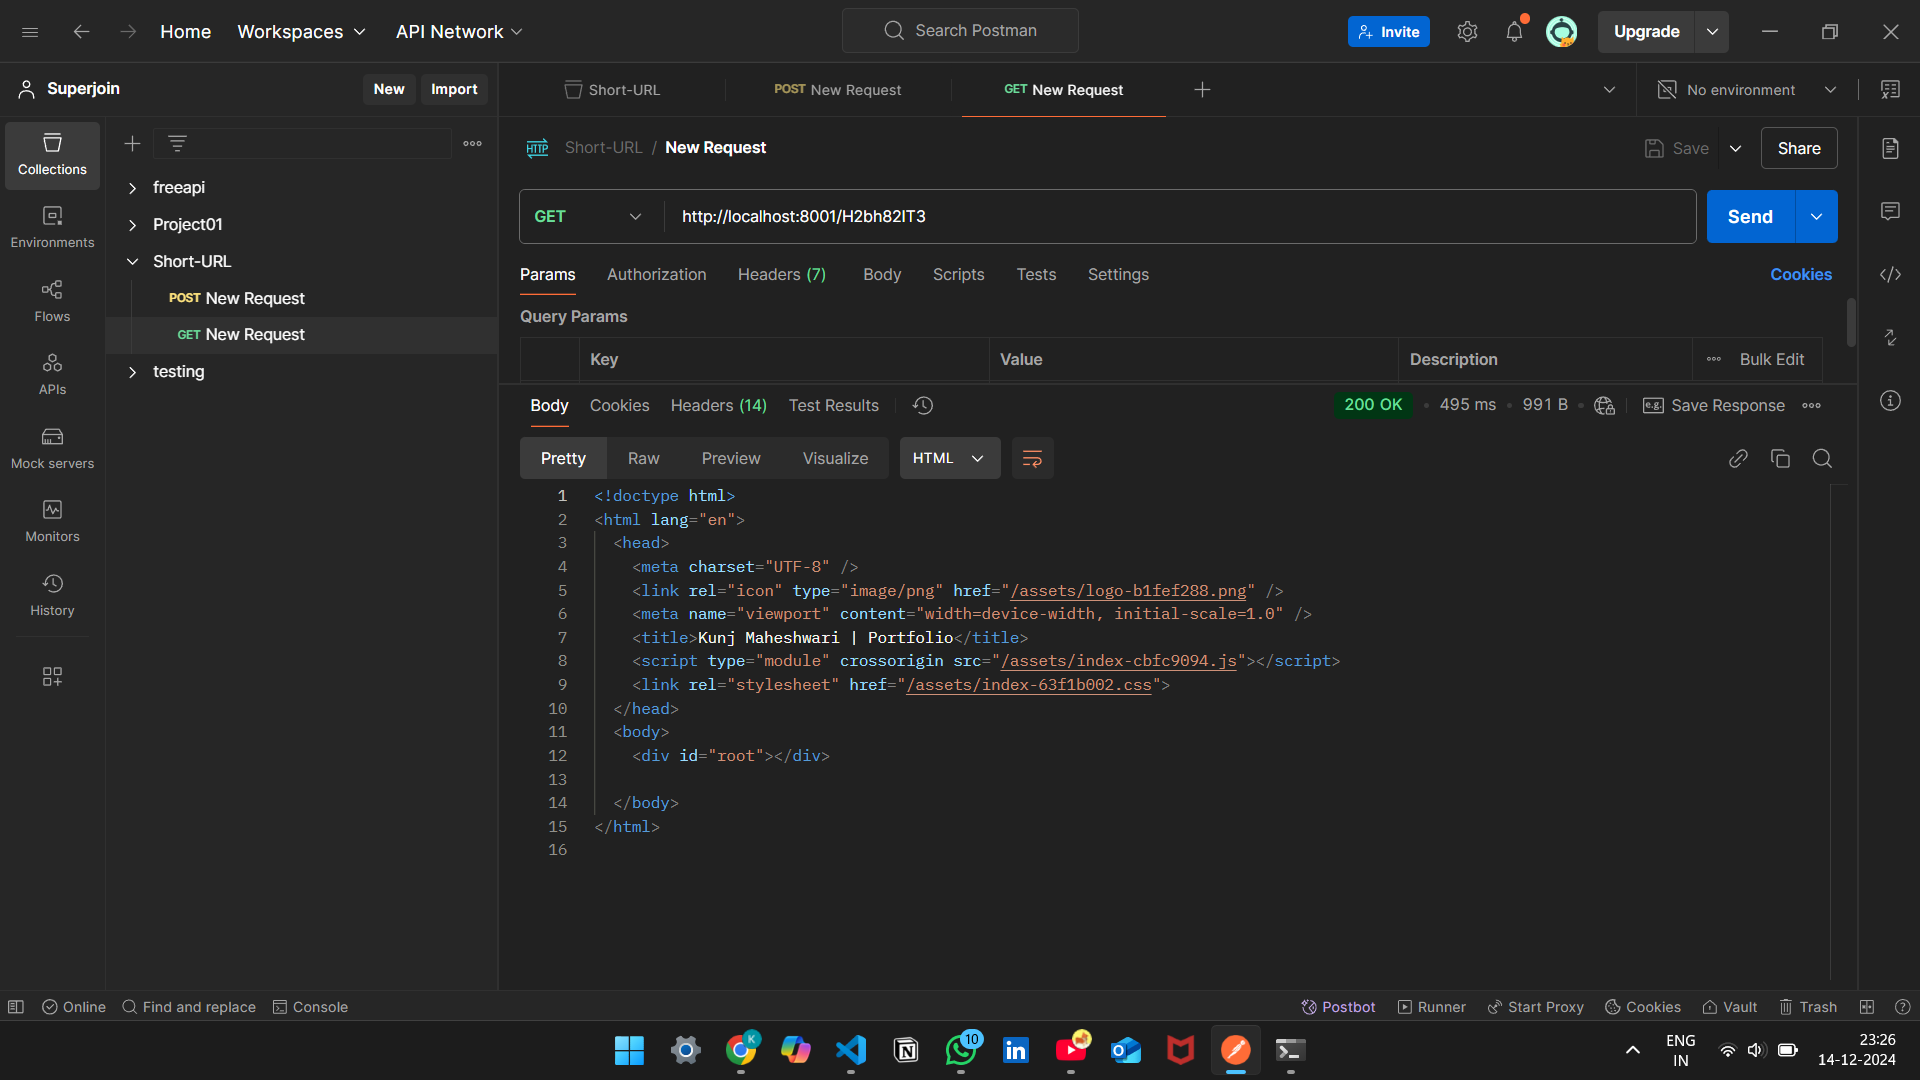 Home Workspaces API Network Search Postman Invite Upgrade
Superjoin New Import Short-URL POST New Request GET New Request No environment
Collections
Environments
Flows
APIs
Mock servers
Monitors
History
freeapi
Project01
Short-URL
POST New Request
GET New Request
testing
HTTP Short-URL / New Request Save Share
GET http://localhost:8001/H2bh82IT3 Send
Params Authorization Headers (7) Body Scripts Tests Settings Cookies
Query Params
Key Value Description Bulk Edit
Body Cookies Headers (14) Test Results 200 OK 495 ms 991 B e.g. Save Response
Pretty Raw Preview Visualize HTML
1 <!doctype html>
2 <html lang="en">
3 <head>
4 <meta charset="UTF-8" />
5 <link rel="icon" type="image/png" href="/assets/logo-b1fef288.png" />
6 <meta name="viewport" content="width=device-width, initial-scale=1.0" />
7 <title>Kunj Maheshwari | Portfolio</title>
8 <script type="module" crossorigin src="/assets/index-cbfc9094.js"></script>
9 <link rel="stylesheet" href="/assets/index-63f1b002.css">
10 </head>
11 <body>
12 <div id="root"></div>
13
14 </body>
15 </html>
16
Online Find and replace Console Postbot Runner Start Proxy Cookies Vault Trash
K 10 in ENG 23:26
IN 14-12-2024